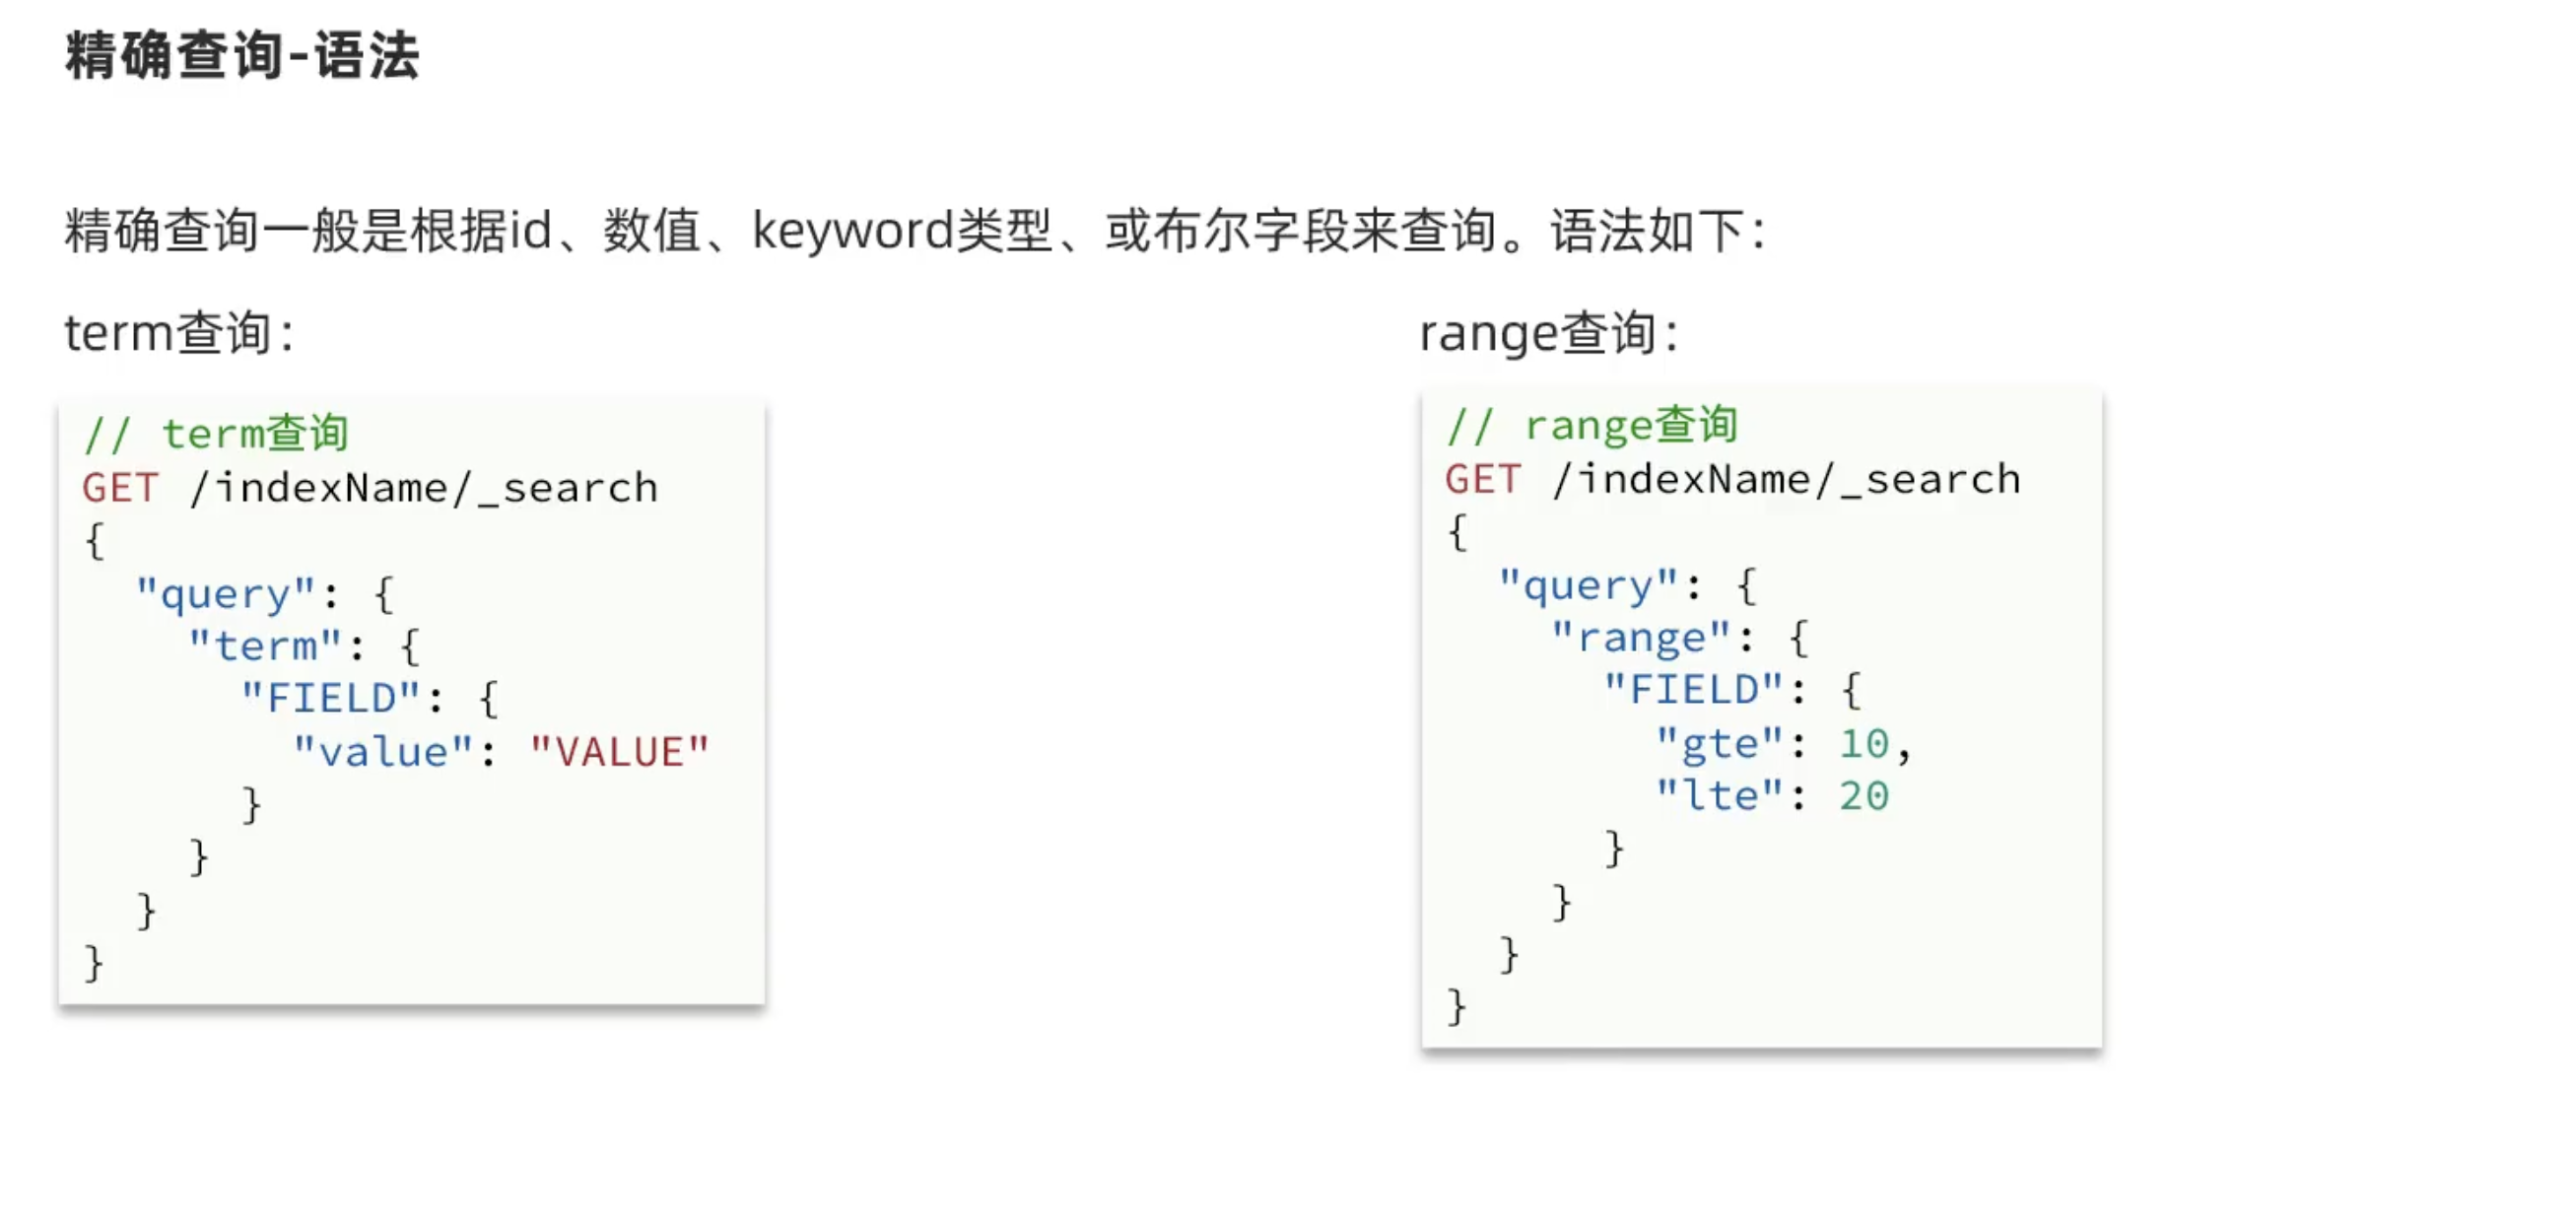 精确查询-语法
精确查询一般是根据id、数值、keyword类型、或布尔字段来查询。语法如下：
term查询：
// term查询
GET /indexName/_search
{
  "query": {
    "term": {
      "FIELD": {
        "value": "VALUE"
      }
    }
  }
}
range查询：
// range查询
GET /indexName/_search
{
  "query": {
    "range": {
      "FIELD": {
        "gte": 10,
        "lte": 20
      }
    }
  }
}